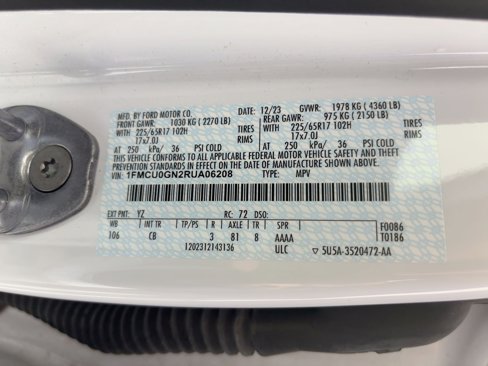 MFD. BY FORD MOTOR CO.
DATE: 12/23 GVWR: 1978 KG ( 4360 LB)
FRONT GAWR: 1030 KG ( 2270 LB)
REAR GAWR: 975 KG ( 2150 LB)
WITH 225/65R17 102H TIRES WITH 225/65R17 102H TIRES
17x7.0J RIMS 17x7.0J RIMS
AT 250 kPa/ 36 PSI COLD AT 250 kPa/ 36 PSI COLD
THIS VEHICLE CONFORMS TO ALL APPLICABLE FEDERAL MOTOR VEHICLE SAFETY AND THEFT
PREVENTION STANDARDS IN EFFECT ON THE DATE OF MANUFACTURE SHOWN ABOVE.
VIN: 1FMCU0GN2RUA06208 TYPE: MPV
EXT PNT: YZ RC: 72 DSO:
WB INT TR TP/PS R AXLE TR SPR F0086
106 CB 3 81 8 AAAA T0186
1202312143136 ULC 5U5A-3520472-AA